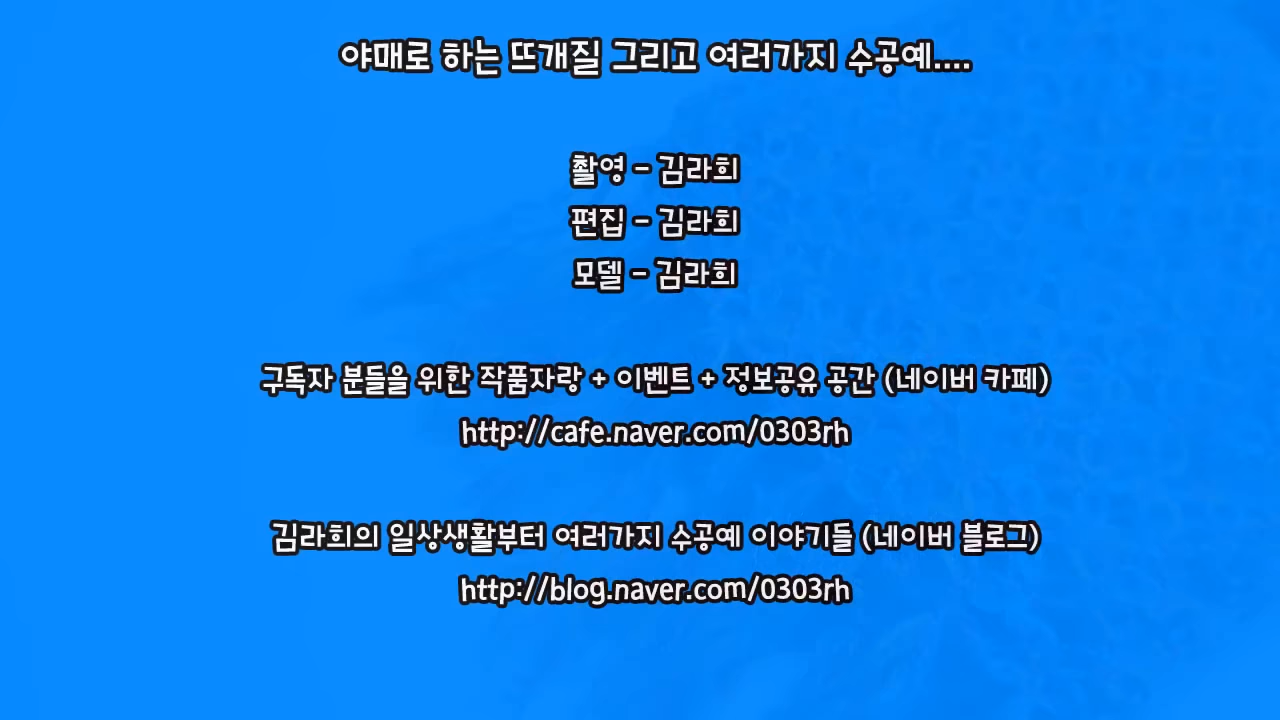 야매로 하는 뜨개질 그리고 여러가지 수공예....
촬영 - 김라희
편집 - 김라희
모델 - 김라희
구독자 분들을 위한 작품자랑 + 이벤트 + 정보공유 공간 (네이버 카페)
http://cafe.naver.com/0303rh
김라희의 일상생활부터 여러가지 수공예 이야기들 (네이버 블로그)
http://blog.naver.com/0303rh